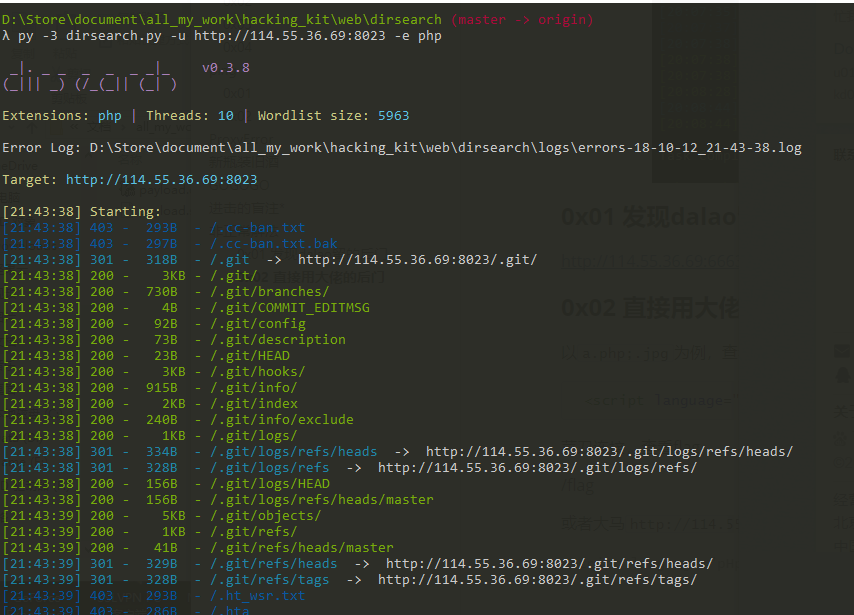 D:\Store\document\all_my_work\hacking_kit\web\dirsearch (master -> origin)
λ py -3 dirsearch.py -u http://114.55.36.69:8023 -e php
_|. _ _  _  _  _ _|_    v0.3.8
(_||| _) (/_(_|| (_| )
Extensions: php | Threads: 10 | Wordlist size: 5963
Error Log: D:\Store\document\all_my_work\hacking_kit\web\dirsearch\logs\errors-18-10-12_21-43-38.log
Target: http://114.55.36.69:8023
[21:43:38] Starting:
[21:43:38] 403 -  293B  - /.cc-ban.txt
[21:43:38] 403 -  297B  - /.cc-ban.txt.bak
[21:43:38] 301 -  318B  - /.git  ->  http://114.55.36.69:8023/.git/
[21:43:38] 200 -    3KB - /.git/
[21:43:38] 200 -  730B  - /.git/branches/
[21:43:38] 200 -    4B  - /.git/COMMIT_EDITMSG
[21:43:38] 200 -   92B  - /.git/config
[21:43:38] 200 -   73B  - /.git/description
[21:43:38] 200 -   23B  - /.git/HEAD
[21:43:38] 200 -    3KB - /.git/hooks/
[21:43:38] 200 -  915B  - /.git/info/
[21:43:38] 200 -    2KB - /.git/index
[21:43:38] 200 -  240B  - /.git/info/exclude
[21:43:38] 200 -    1KB - /.git/logs/
[21:43:38] 301 -  334B  - /.git/logs/refs/heads  ->  http://114.55.36.69:8023/.git/logs/refs/heads/
[21:43:38] 301 -  328B  - /.git/logs/refs  ->  http://114.55.36.69:8023/.git/logs/refs/
[21:43:38] 200 -  156B  - /.git/logs/HEAD
[21:43:38] 200 -  156B  - /.git/logs/refs/heads/master
[21:43:39] 200 -    5KB - /.git/objects/
[21:43:39] 200 -    1KB - /.git/refs/
[21:43:39] 200 -   41B  - /.git/refs/heads/master
[21:43:39] 301 -  329B  - /.git/refs/heads  ->  http://114.55.36.69:8023/.git/refs/heads/
[21:43:39] 301 -  328B  - /.git/refs/tags  ->  http://114.55.36.69:8023/.git/refs/tags/
[21:43:39] 403 -  293B  - /.ht_wsr.txt
[21:43:39] 403 -  286B  - /.hta
0x01 发现dalao
0x02 直接用大佬